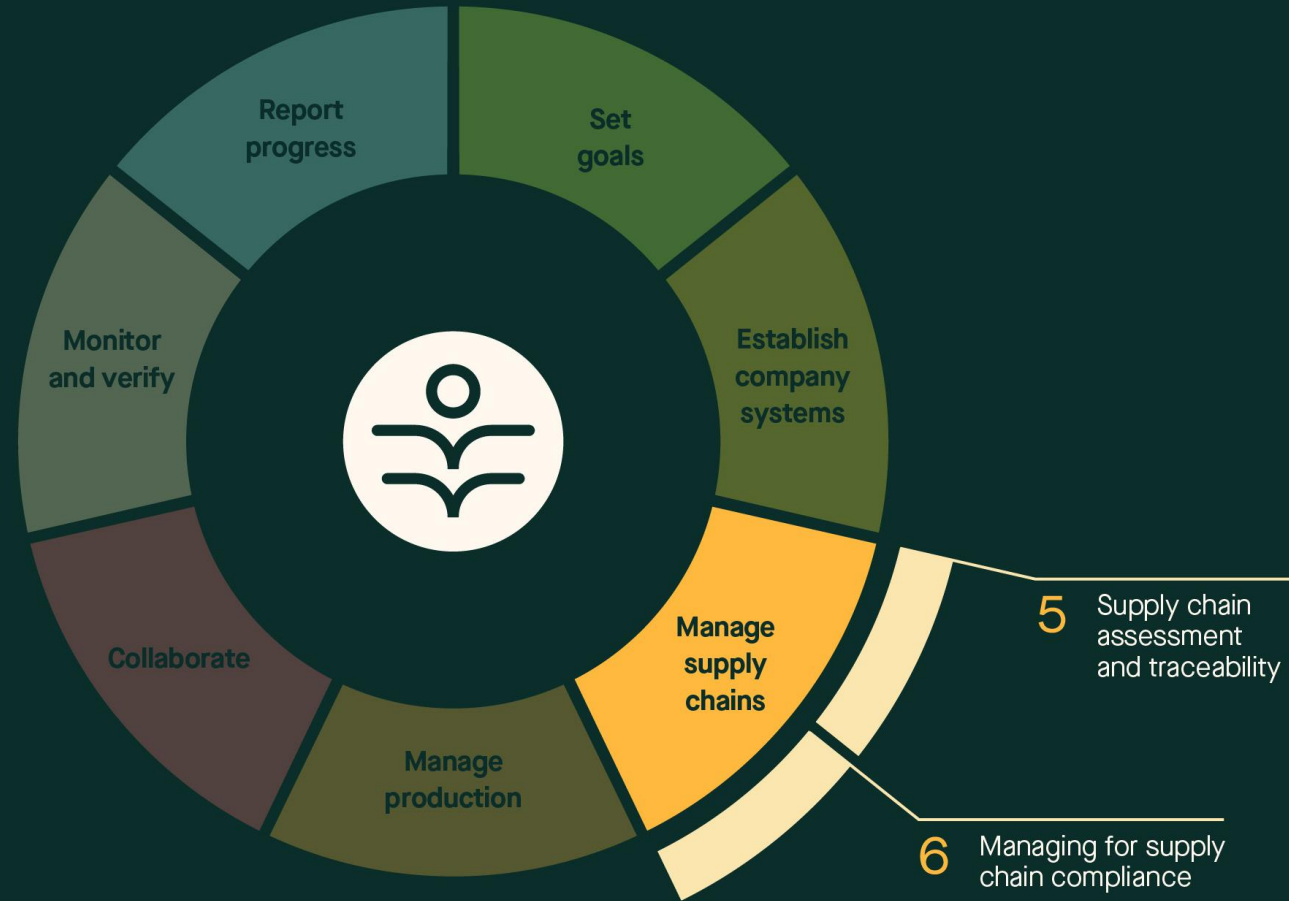 Set
goals
Establish
company
systems
Manage
supply
chains
Manage
production
Collaborate
Monitor
and verify
Report
progress
5 Supply chain
assessment
and traceability
6 Managing for supply
chain compliance